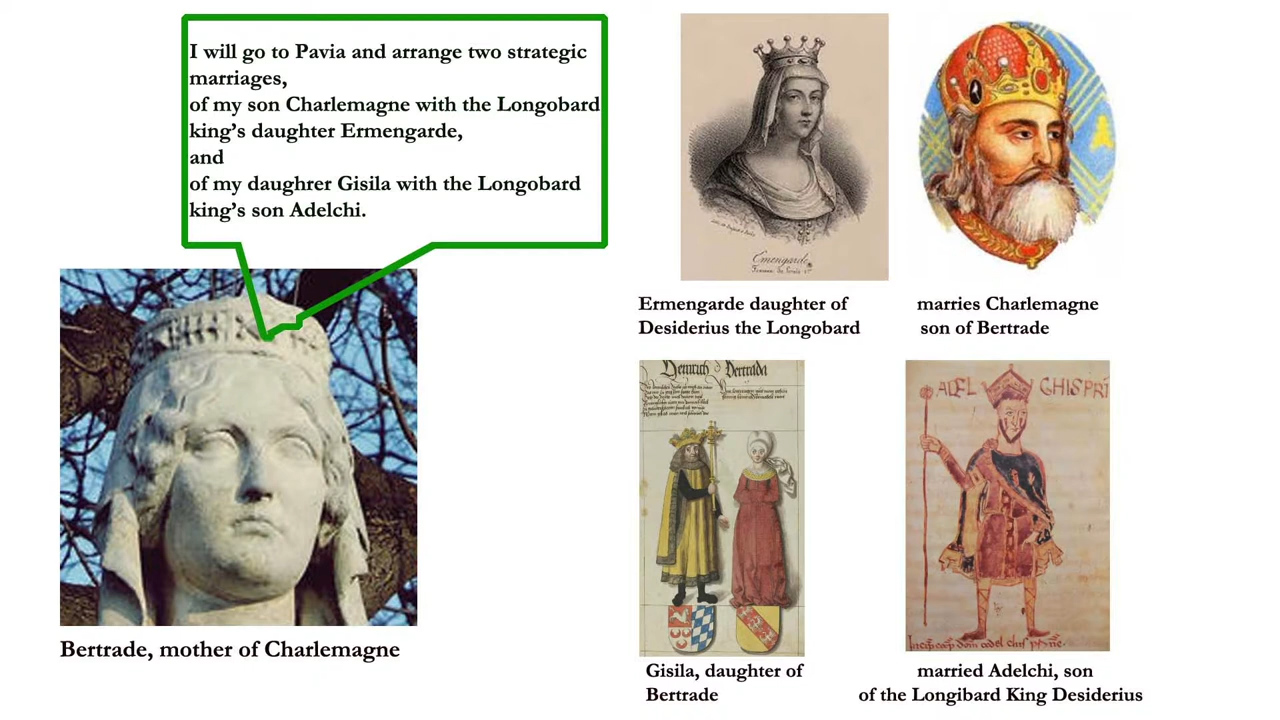 I will go to Pavia and arrange two strategic
marriages,
of my son Charlemagne with the Longobard
king's daughter Ermengarde,
and
of my daughrer Gisila with the Longobard
king's son Adelchi.
Bertrade, mother of Charlemagne
Ermengarde
Ermengarde daughter of
Desiderius the Longobard
marries Charlemagne
son of Bertrade
Heinrich Bertrada
Gisila, daughter of
Bertrade
ADEL CHIS PRI
married Adelchi, son
of the Longibard King Desiderius